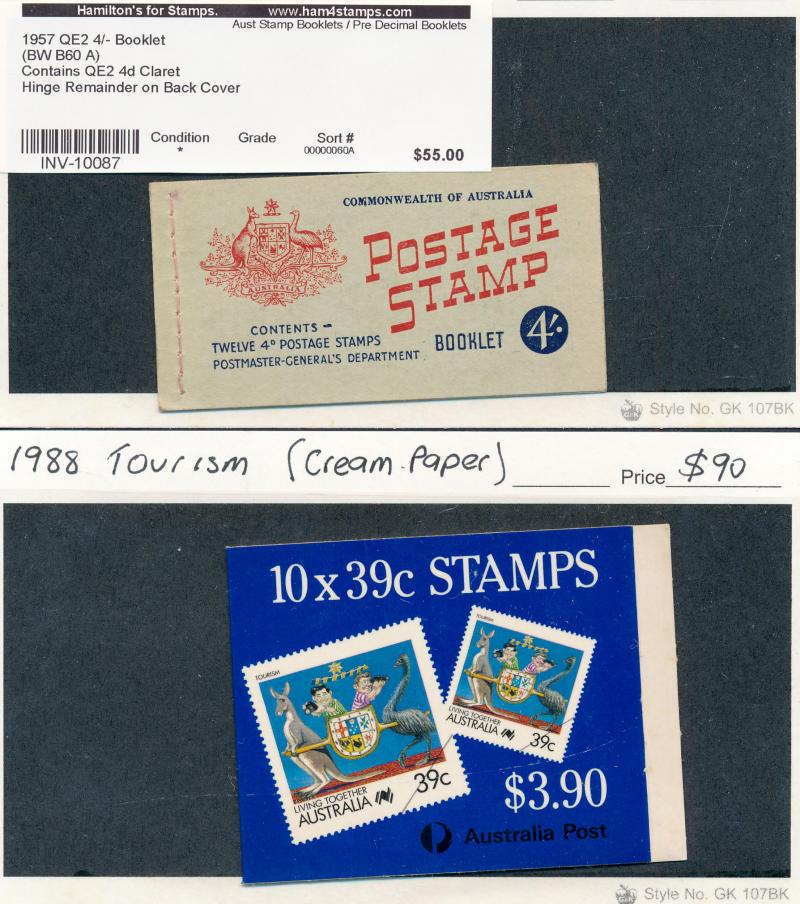 Hamilton's for Stamps. www.ham4stamps.com
Aust Stamp Booklets / Pre Decimal Booklets
1957 QE2 4/- Booklet
(BW B60 A)
Contains QE2 4d Claret
Hinge Remainder on Back Cover
Condition Grade Sort #
* 00000060A
INV-10087
$55.00
COMMONWEALTH OF AUSTRALIA
POSTAGE
STAMP
AUSTRALIA
CONTENTS -
TWELVE 4D POSTAGE STAMPS
POSTMASTER-GENERAL'S DEPARTMENT
BOOKLET 4/-
Style No. GK 107BK
1988 Tourism (Cream Paper)
Price $90
10 x 39c STAMPS
TOURISM
LIVING TOGETHER
AUSTRALIA
39c
TOURISM
LIVING TOGETHER
AUSTRALIA
39c
$3.90
Australia Post
Style No. GK 107BK